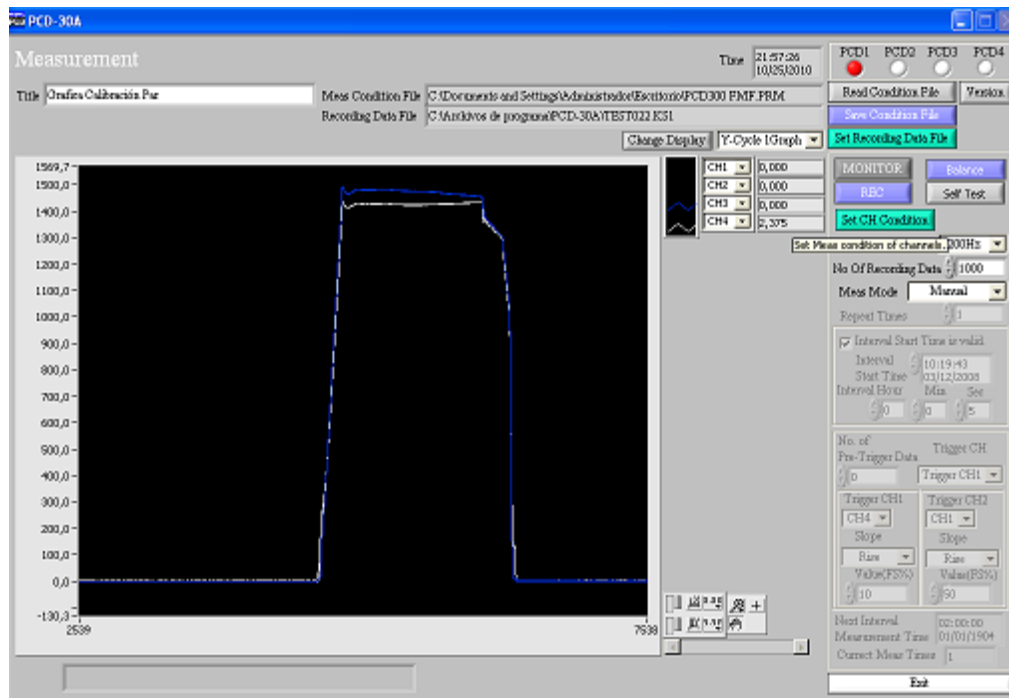 PCD-30A
Measurement
Time 21:57:26
10/25/2010
PCD1 PCD2 PCD3 PCD4
Title Grafica Calibración Par
Meas Condition File C:\Documents and Settings\Administrador\Escritorio\PCD300 FMF.PRM
Read Condition File Version
Recording Data File C:\Archivos de programa\PCD-30A\TEST022.KS1
Save Condition File
Change Display Y-Cycle 1Graph
Set Recording Data File
CH1 0,000
CH2 0,000
CH3 0,000
CH4 2,375
MONITOR Balance
REC Self Test
Set CH Condition
Set Meas condition of channels. 200Hz
No Of Recording Data 1000
Meas Mode Manual
Repeat Times 1
Interval Start Time is valid.
Interval 10:19:43
Start Time 03/12/2008
Interval Hour Min Sec
0 0 5
No. of
Pre-Trigger Data Trigger CH
0 Trigger CH1
Trigger CH1 Trigger CH2
CH4 CH1
Slope Slope
Rise Rise
Value(FS%) Value(FS%)
10 50
Next Interval 02:00:00
Measurement Time 01/01/1904
Current Meas Times 1
Exit
1569,7
1500,0
1400,0
1300,0
1200,0
1100,0
1000,0
900,0
800,0
700,0
600,0
500,0
400,0
300,0
200,0
100,0
0,0
-130,3
2539 7538